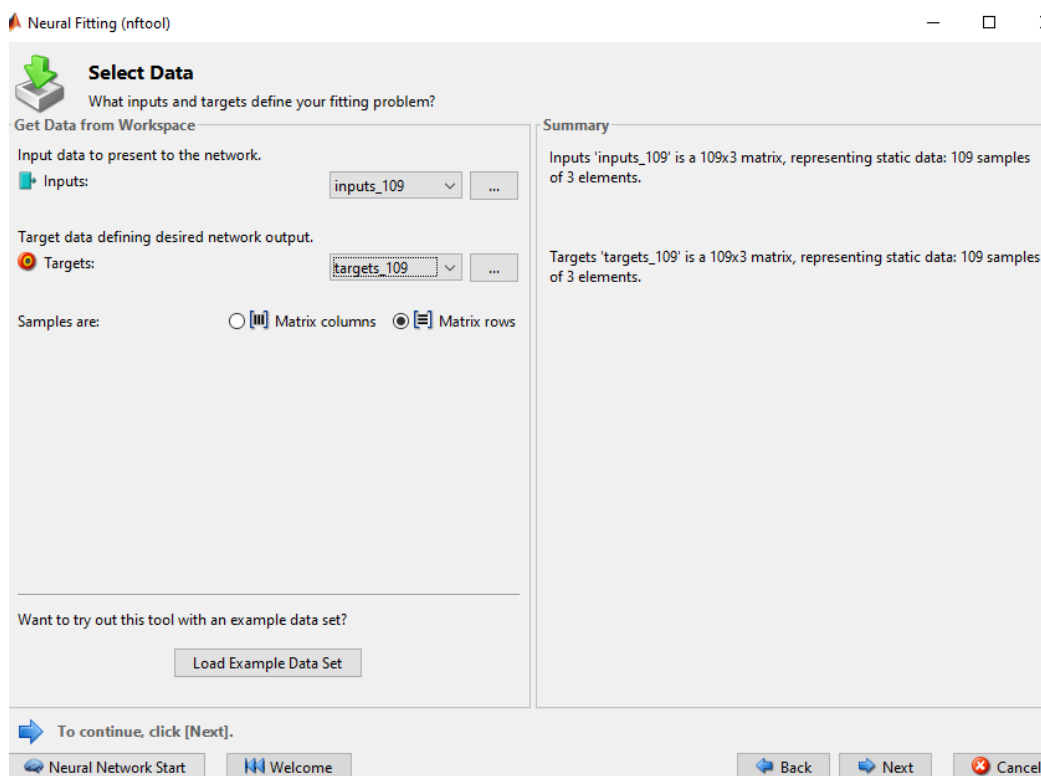 Neural Fitting (nftool)
Select Data
What inputs and targets define your fitting problem?
Get Data from Workspace
Input data to present to the network.
Inputs:
inputs_109
...
Target data defining desired network output.
Targets:
targets_109
...
Samples are:
Matrix columns
Matrix rows
Want to try out this tool with an example data set?
Load Example Data Set
Summary
Inputs 'inputs_109' is a 109x3 matrix, representing static data: 109 samples
of 3 elements.
Targets 'targets_109' is a 109x3 matrix, representing static data: 109 samples
of 3 elements.
To continue, click [Next].
Neural Network Start
Welcome
Back
Next
Cancel